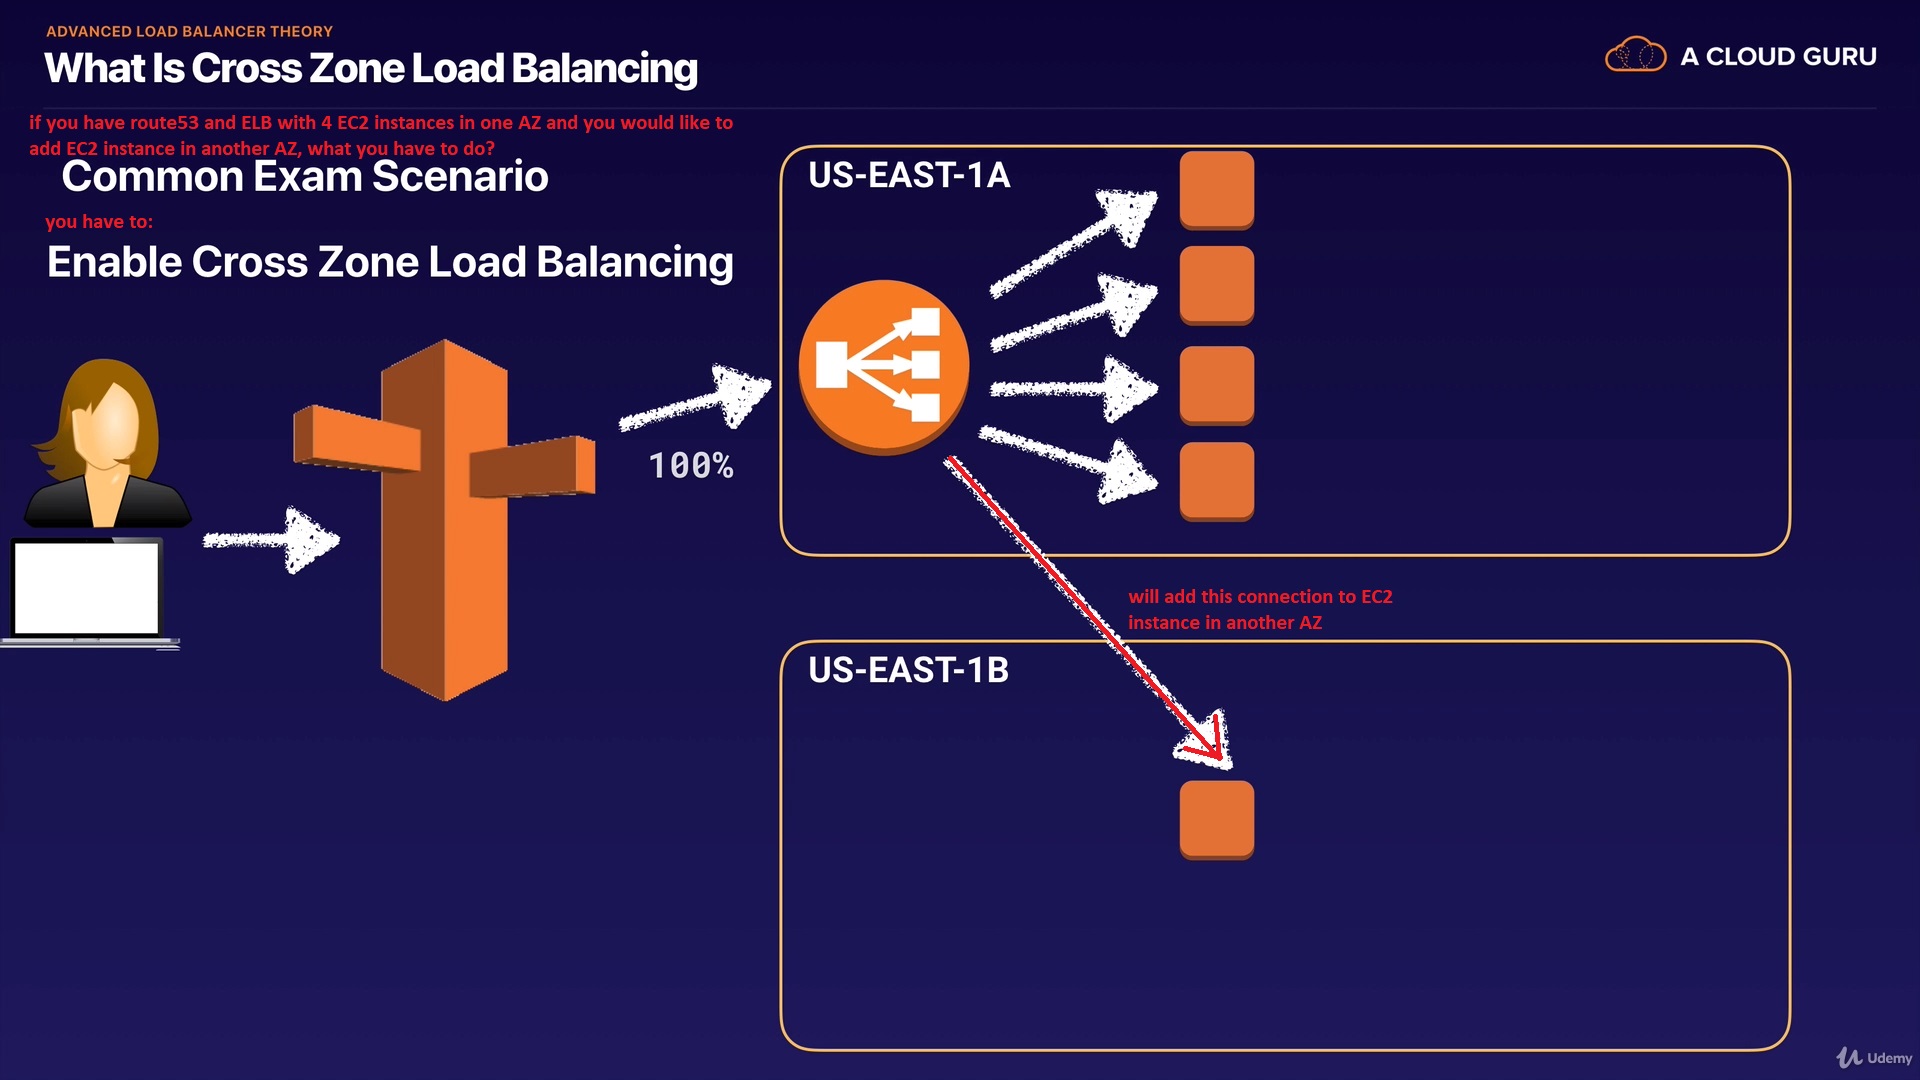 ADVANCED LOAD BALANCER THEORY
What Is Cross Zone Load Balancing
A CLOUD GURU
if you have route53 and ELB with 4 EC2 instances in one AZ and you would like to
add EC2 instance in another AZ, what you have to do?
Common Exam Scenario
you have to:
Enable Cross Zone Load Balancing
100%
US-EAST-1A
will add this connection to EC2
instance in another AZ
US-EAST-1B
Udemy